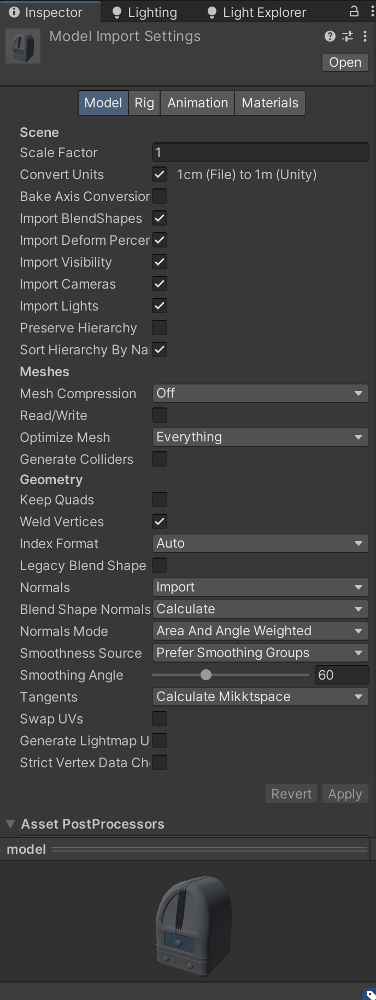 Inspector Lighting Light Explorer
Model Import Settings
Open
Model Rig Animation Materials
Scene
Scale Factor 1
Convert Units 1cm (File) to 1m (Unity)
Bake Axis Conversion
Import BlendShapes
Import Deform Percen
Import Visibility
Import Cameras
Import Lights
Preserve Hierarchy
Sort Hierarchy By Na
Meshes
Mesh Compression Off
Read/Write
Optimize Mesh Everything
Generate Colliders
Geometry
Keep Quads
Weld Vertices
Index Format Auto
Legacy Blend Shape
Normals Import
Blend Shape Normals Calculate
Normals Mode Area And Angle Weighted
Smoothness Source Prefer Smoothing Groups
Smoothing Angle 60
Tangents Calculate Mikktspace
Swap UVs
Generate Lightmap U
Strict Vertex Data Ch
Revert Apply
Asset PostProcessors
model